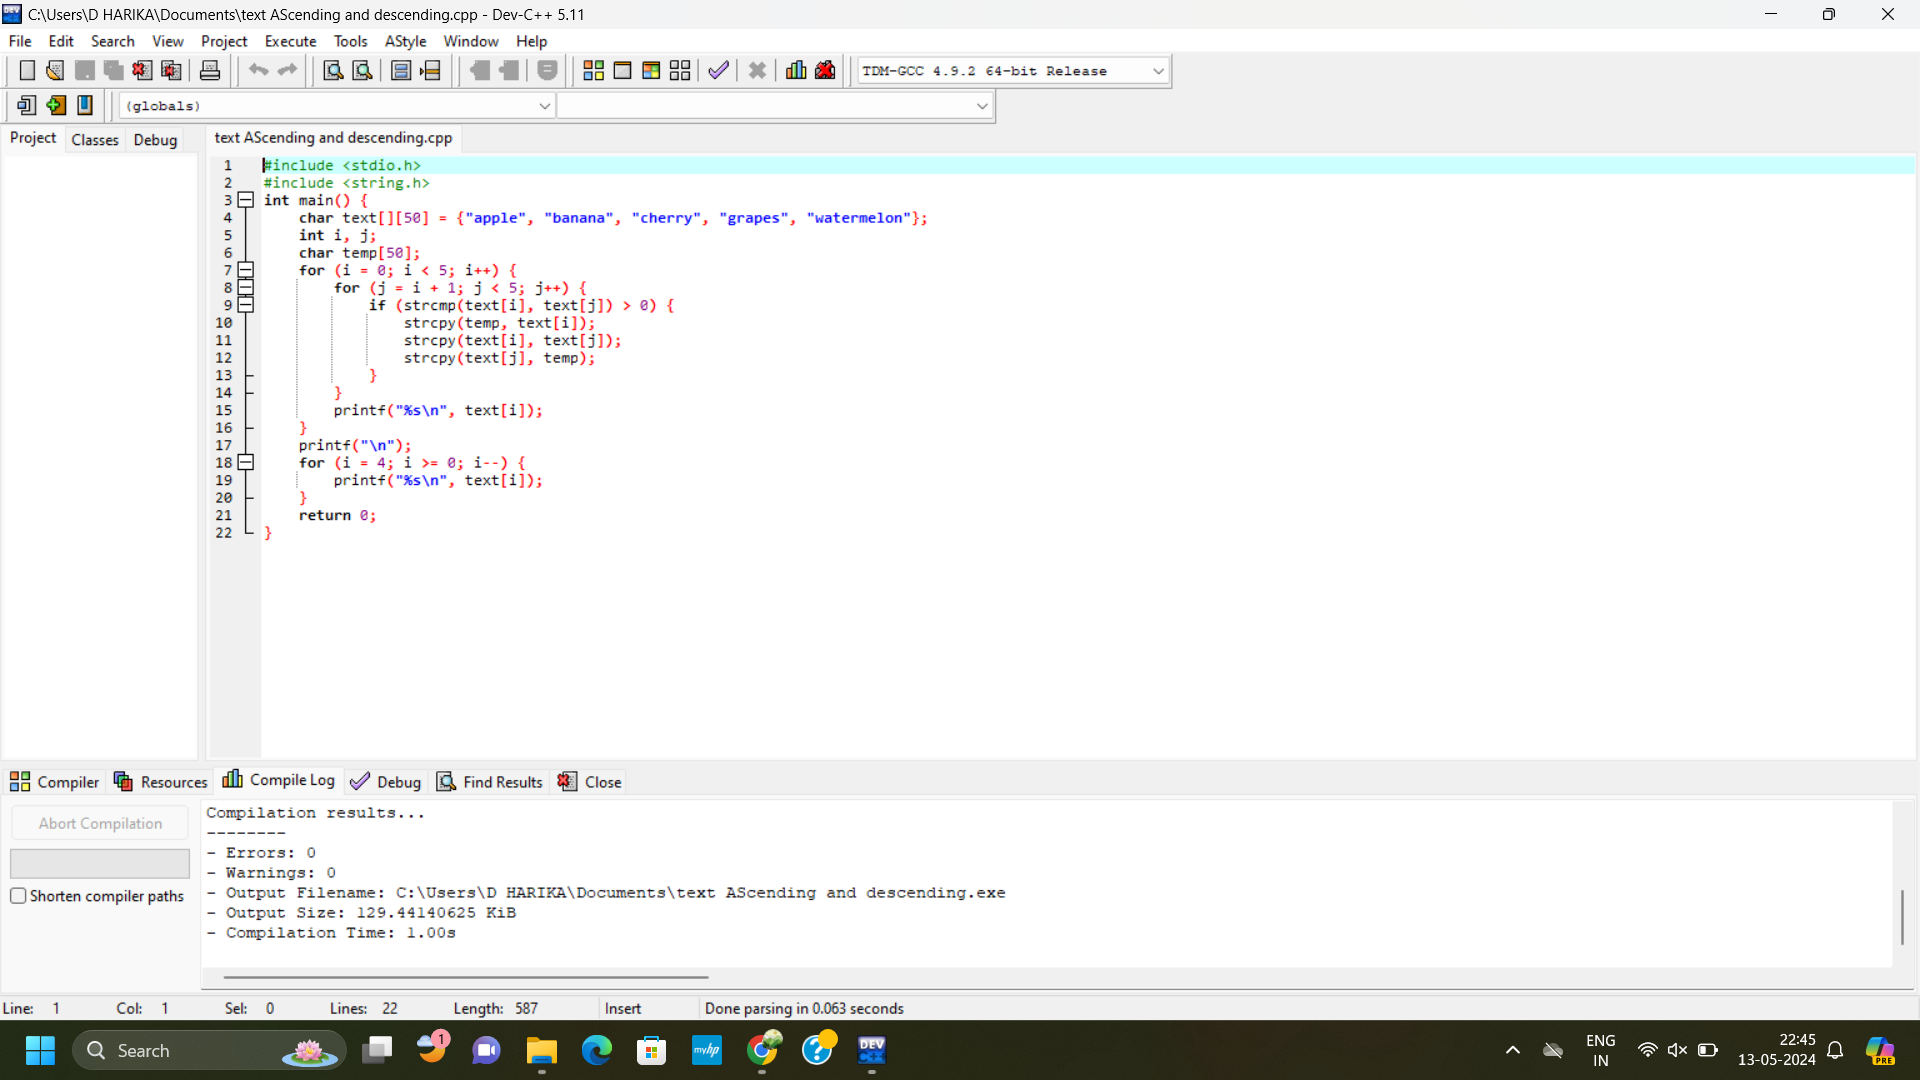 C:\Users\D HARIKA\Documents\text AScending and descending.cpp - Dev-C++ 5.11
File Edit Search View Project Execute Tools AStyle Window Help
TDM-GCC 4.9.2 64-bit Release
(globals)
Project Classes Debug
text AScending and descending.cpp
1 #include <stdio.h>
2 #include <string.h>
3 int main() {
4 char text[][50] = {"apple", "banana", "cherry", "grapes", "watermelon"};
5 int i, j;
6 char temp[50];
7 for (i = 0; i < 5; i++) {
8 for (j = i + 1; j < 5; j++) {
9 if (strcmp(text[i], text[j]) > 0) {
10 strcpy(temp, text[i]);
11 strcpy(text[i], text[j]);
12 strcpy(text[j], temp);
13 }
14 }
15 printf("%s\n", text[i]);
16 }
17 printf("\n");
18 for (i = 4; i >= 0; i--) {
19 printf("%s\n", text[i]);
20 }
21 return 0;
22 }
Compiler Resources Compile Log Debug Find Results Close
Abort Compilation
Shorten compiler paths
Compilation results...
--------
- Errors: 0
- Warnings: 0
- Output Filename: C:\Users\D HARIKA\Documents\text AScending and descending.exe
- Output Size: 129.44140625 KiB
- Compilation Time: 1.00s
Line: 1 Col: 1 Sel: 0 Lines: 22 Length: 587 Insert Done parsing in 0.063 seconds
Search
1
myhp
DEV
C++
ENG
IN
22:45
13-05-2024
PRE